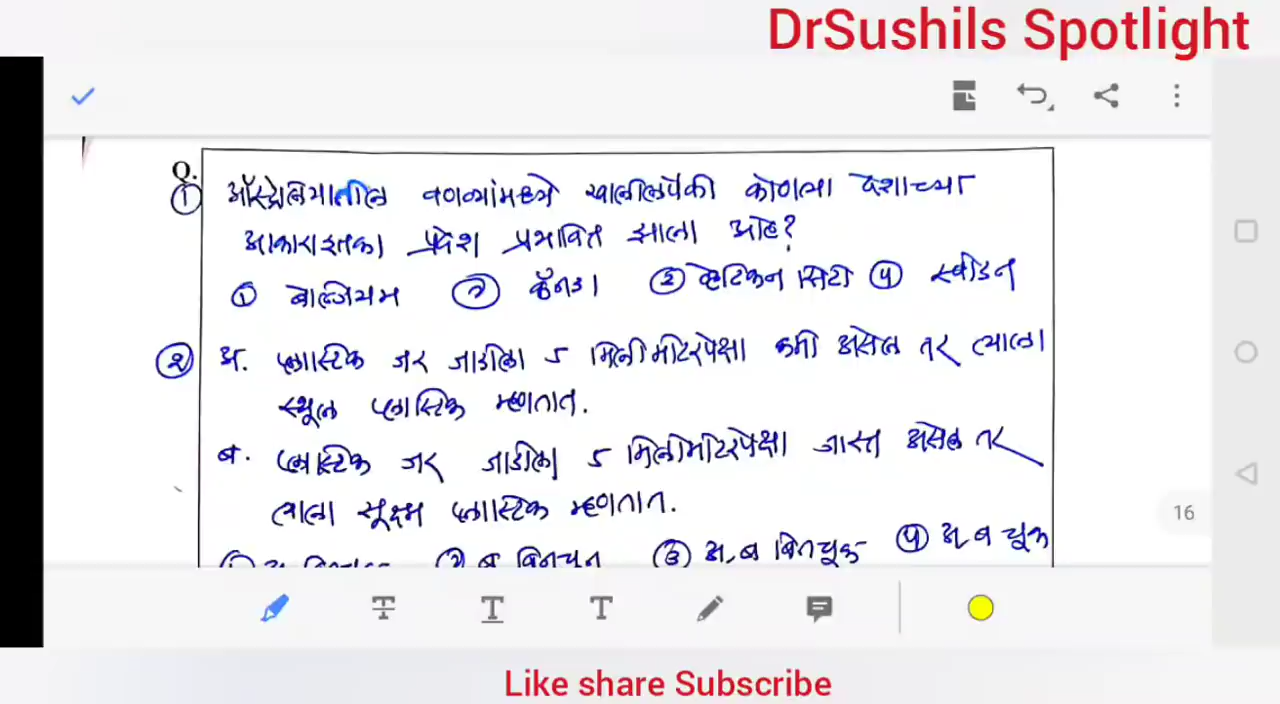 DrSushils Spotlight
Q.
① ऑस्ट्रेलियातील वणव्यांमध्ये खालीलपैकी कोणत्या देशाच्या
आकाराइतका प्रदेश प्रभावित झाला आहे?
① बेल्जियम ② कॅनडा ③ व्हॅटिकन सिटी ④ स्वीडन
② अ. प्लास्टिक जर जाडीला 5 मिलीमीटरपेक्षा कमी असेल तर त्याला
स्थूल प्लास्टिक म्हणतात.
ब. प्लास्टिक जर जाडीला 5 मिलीमीटरपेक्षा जास्त असेल तर
त्याला सूक्ष्म प्लास्टिक म्हणतात.
① अ ② ब बिनचूक ③ अ, ब बिनचूक ④ अ, ब चूक
16
Like share Subscribe